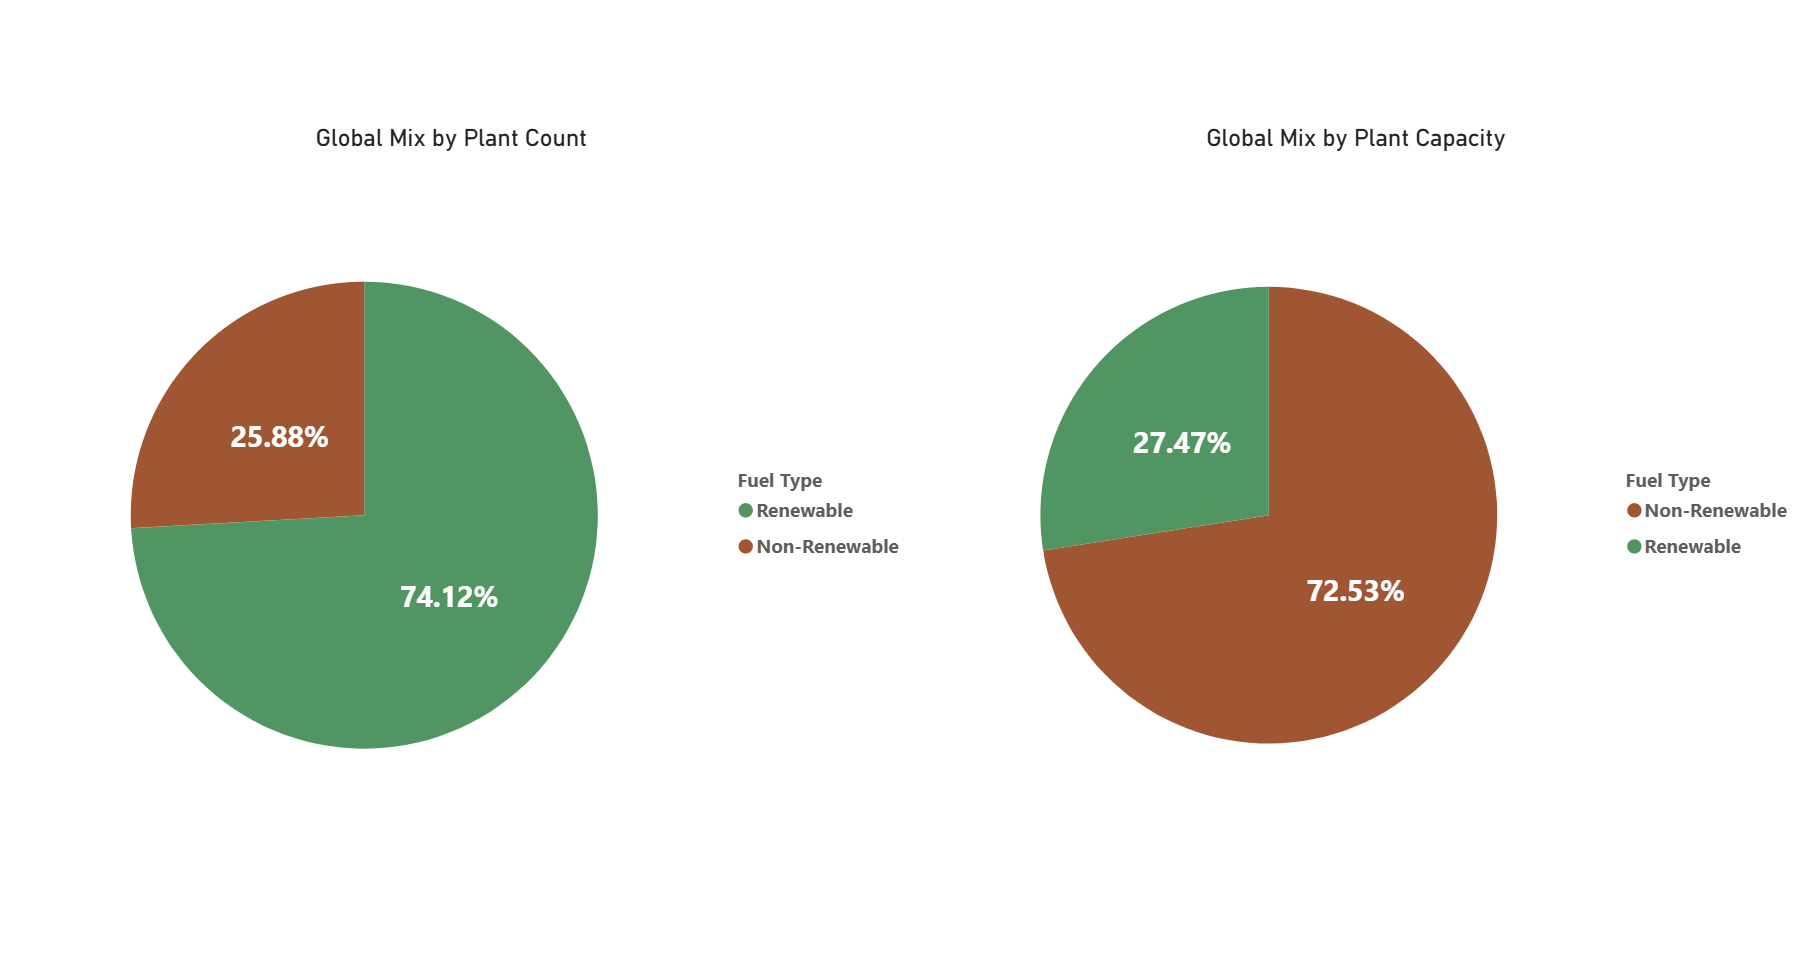 Global Mix by Plant Count
25.88%
74.12%
Fuel Type
Renewable
Non-Renewable
Global Mix by Plant Capacity
27.47%
72.53%
Fuel Type
Non-Renewable
Renewable